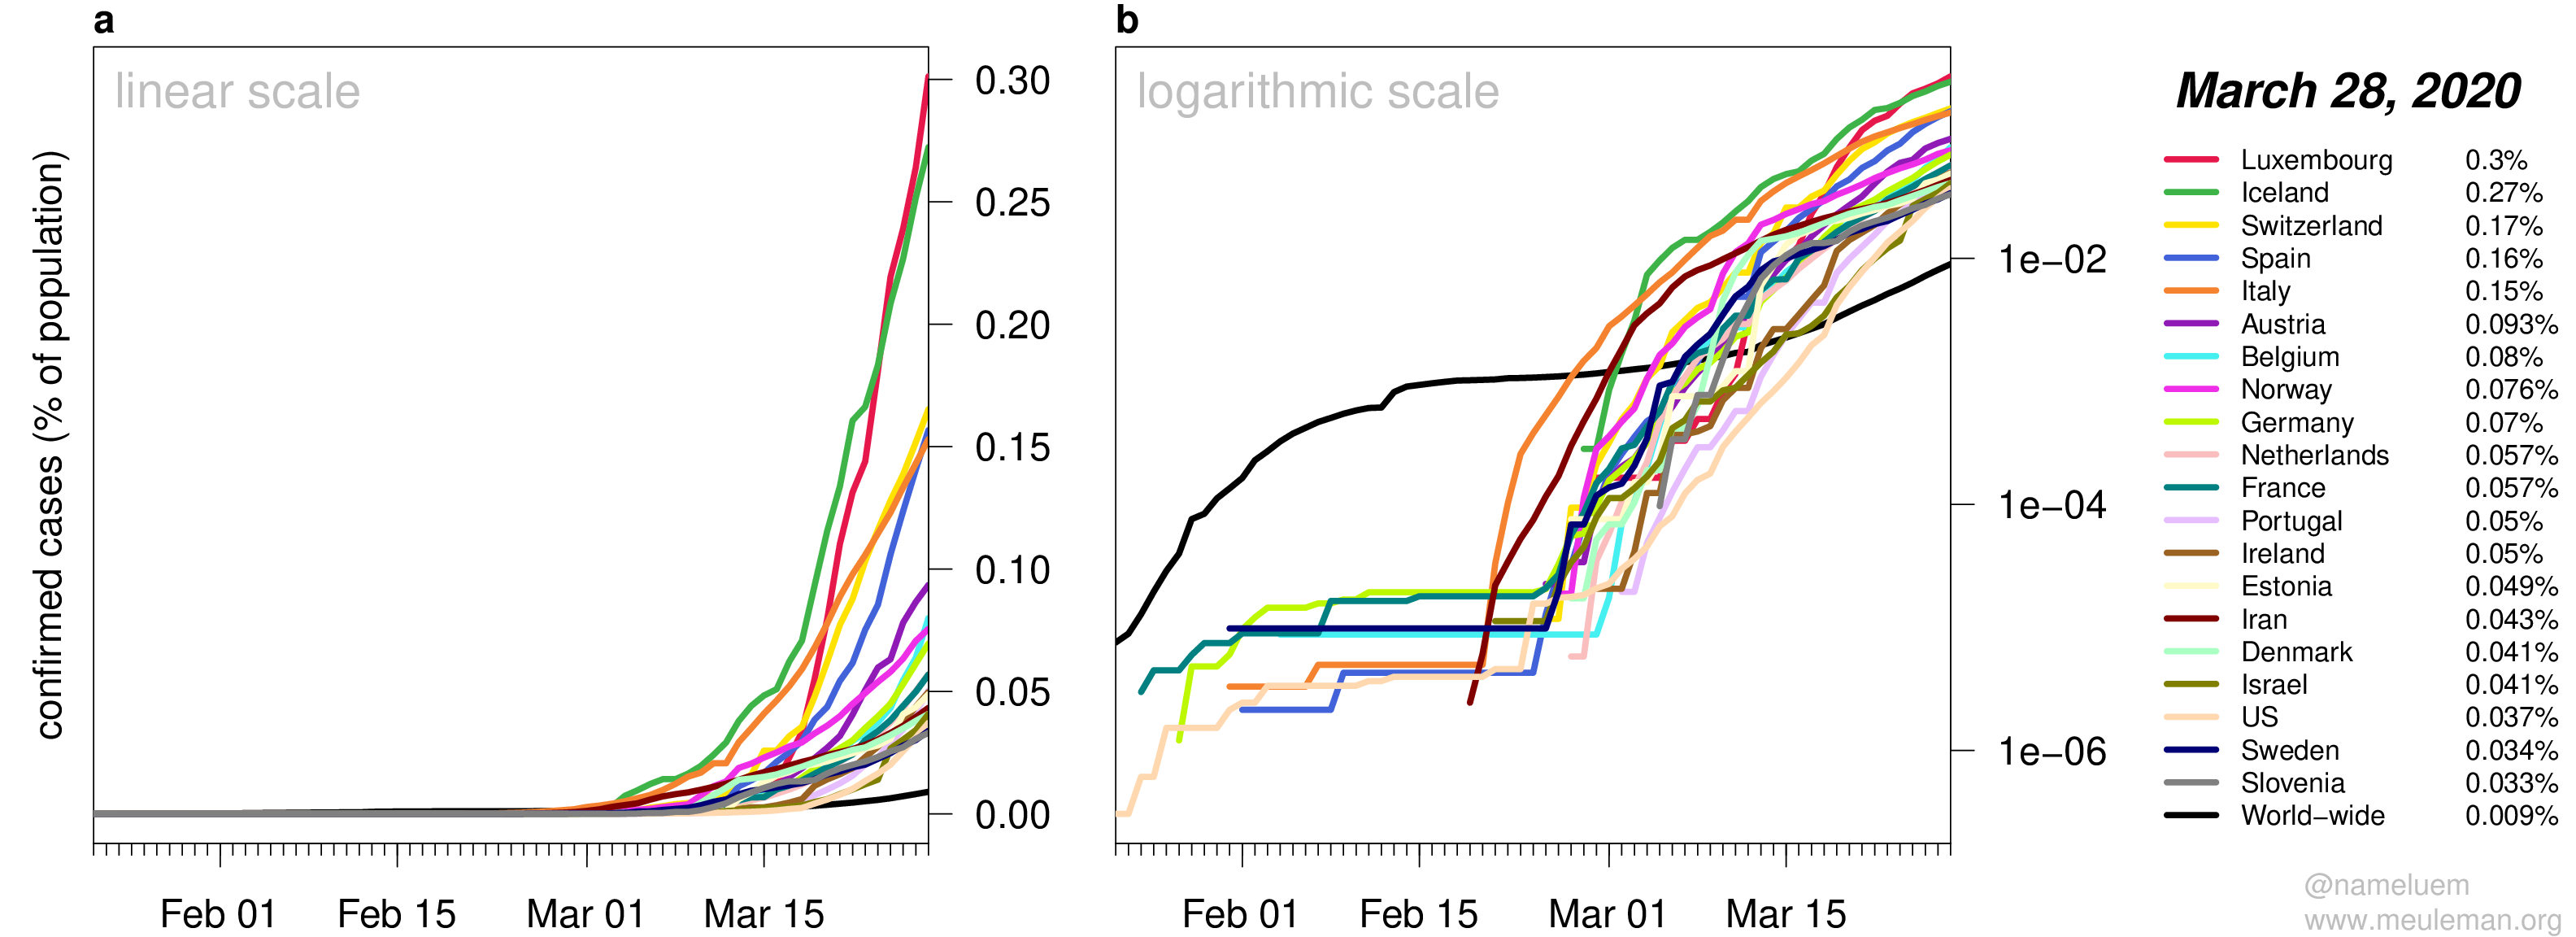 a
linear scale
confirmed cases (% of population)
0.30
0.25
0.20
0.15
0.10
0.05
0.00
Feb 01 Feb 15 Mar 01 Mar 15
b
logarithmic scale
1e−02
1e−04
1e−06
Feb 01 Feb 15 Mar 01 Mar 15
March 28, 2020
Luxembourg 0.3%
Iceland 0.27%
Switzerland 0.17%
Spain 0.16%
Italy 0.15%
Austria 0.093%
Belgium 0.08%
Norway 0.076%
Germany 0.07%
Netherlands 0.057%
France 0.057%
Portugal 0.05%
Ireland 0.05%
Estonia 0.049%
Iran 0.043%
Denmark 0.041%
Israel 0.041%
US 0.037%
Sweden 0.034%
Slovenia 0.033%
World−wide 0.009%
@nameluem
www.meuleman.org